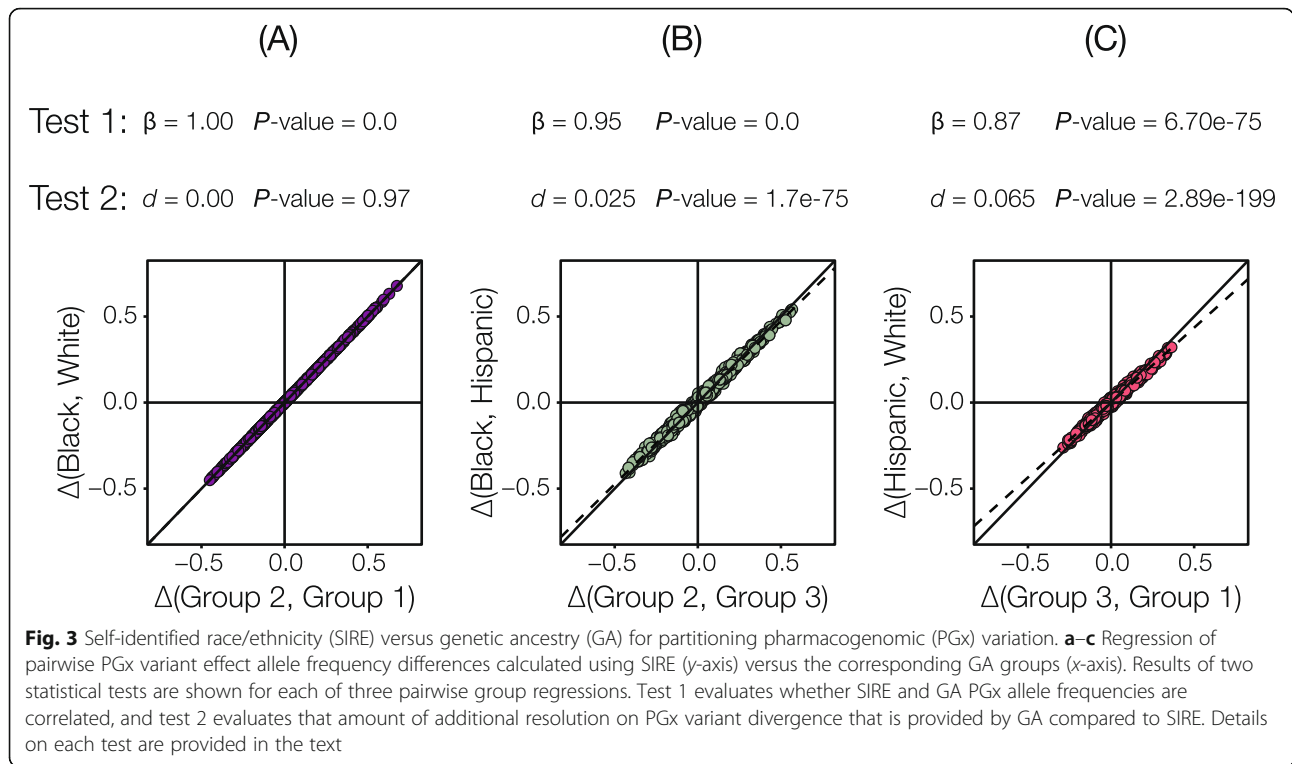 (A) (B) (C)
Test 1: β = 1.00 P-value = 0.0 β = 0.95 P-value = 0.0 β = 0.87 P-value = 6.70e-75
Test 2: d = 0.00 P-value = 0.97 d = 0.025 P-value = 1.7e-75 d = 0.065 P-value = 2.89e-199
Δ(Black, White)
0.5
0.0
−0.5
−0.5 0.0 0.5
Δ(Group 2, Group 1)
Δ(Black, Hispanic)
0.5
0.0
−0.5
−0.5 0.0 0.5
Δ(Group 2, Group 3)
Δ(Hispanic, White)
0.5
0.0
−0.5
−0.5 0.0 0.5
Δ(Group 3, Group 1)
Fig. 3 Self-identified race/ethnicity (SIRE) versus genetic ancestry (GA) for partitioning pharmacogenomic (PGx) variation. a–c Regression of
pairwise PGx variant effect allele frequency differences calculated using SIRE (y-axis) versus the corresponding GA groups (x-axis). Results of two
statistical tests are shown for each of three pairwise group regressions. Test 1 evaluates whether SIRE and GA PGx allele frequencies are
correlated, and test 2 evaluates that amount of additional resolution on PGx variant divergence that is provided by GA compared to SIRE. Details
on each test are provided in the text